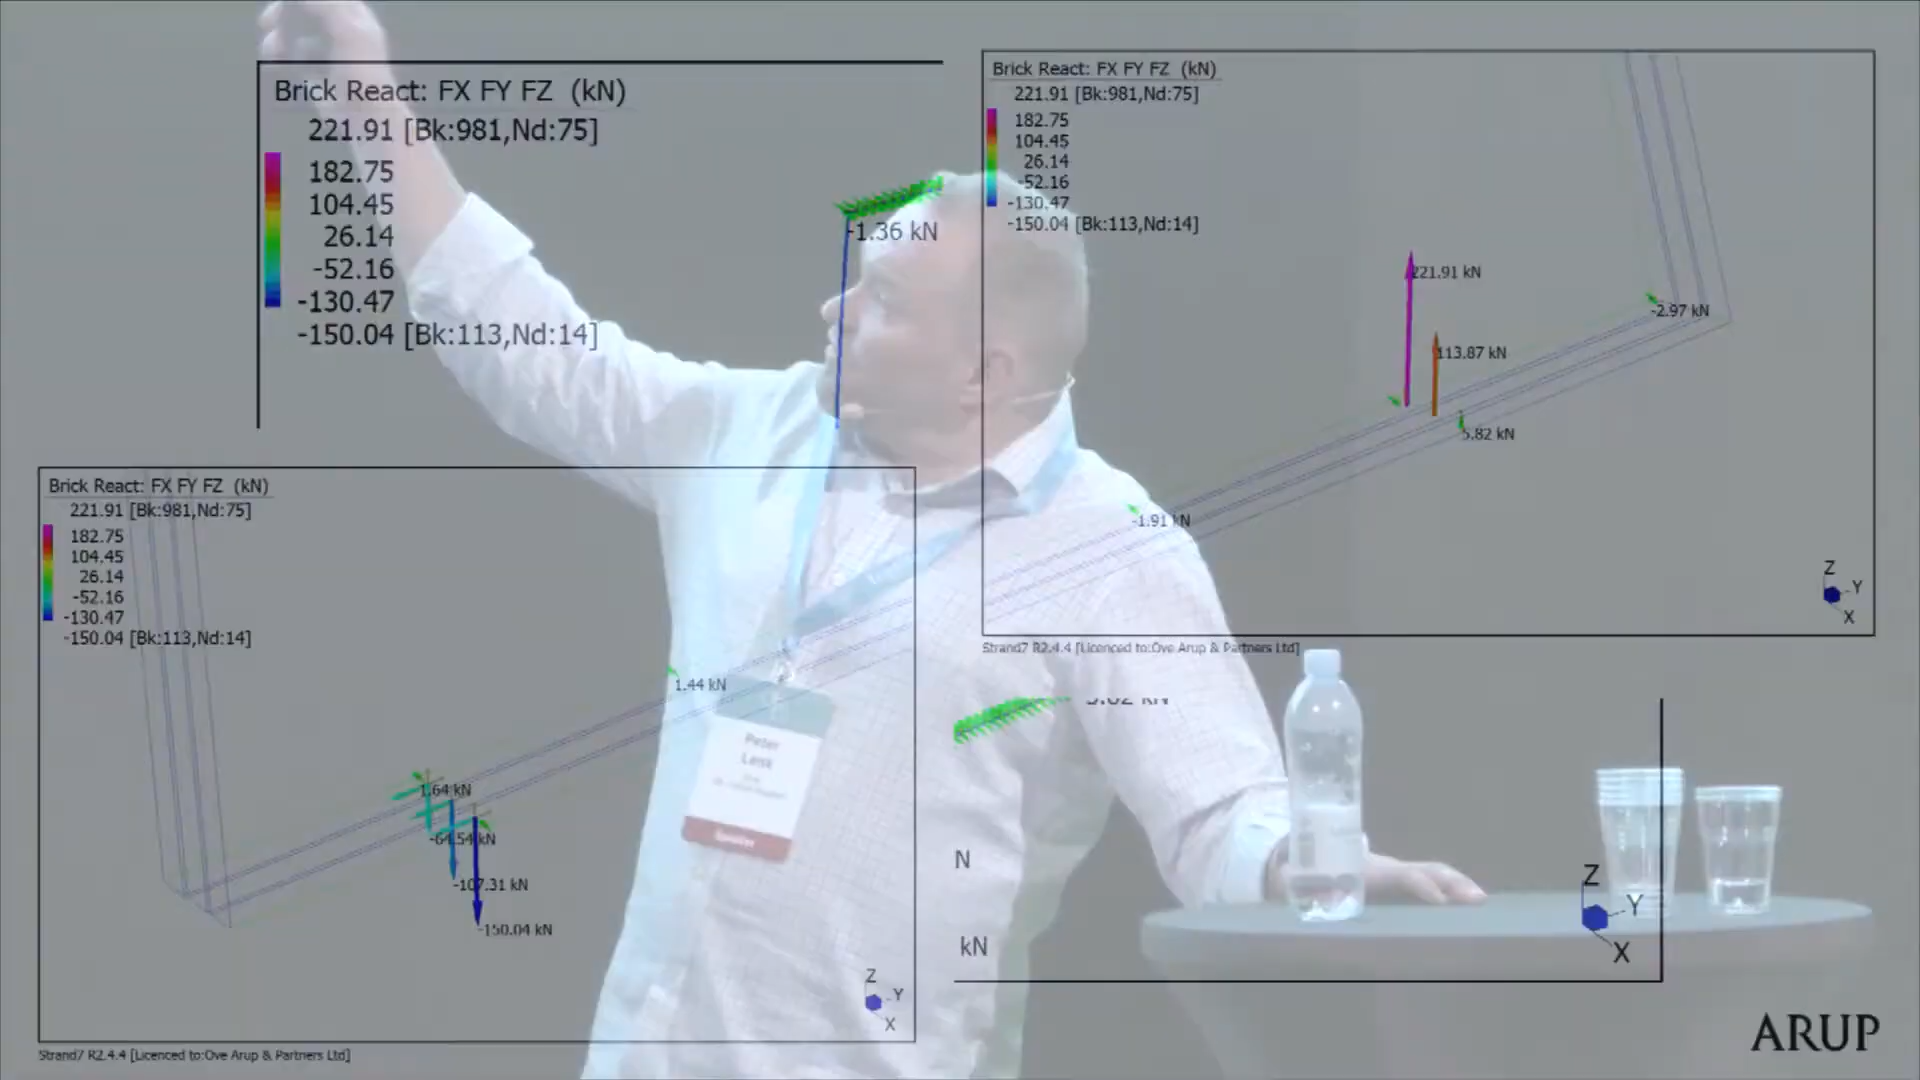 Brick React: FX FY FZ (kN)
221.91 [Bk:981,Nd:75]
182.75
104.45
26.14
-52.16
-130.47
-150.04 [Bk:113,Nd:14]
-1.36 kN
Brick React: FX FY FZ (kN)
221.91 [Bk:981,Nd:75]
182.75
104.45
26.14
-52.16
-130.47
-150.04 [Bk:113,Nd:14]
221.91 kN
-2.97 kN
113.87 kN
5.82 kN
-1.91 kN
Z
Y
X
Strand7 R2.4.4 [Licenced to:Ove Arup & Partners Ltd]
Brick React: FX FY FZ (kN)
221.91 [Bk:981,Nd:75]
182.75
104.45
26.14
-52.16
-130.47
-150.04 [Bk:113,Nd:14]
1.44 kN
1.64 kN
-64.54 kN
-107.31 kN
-150.04 kN
Z
Y
X
Strand7 R2.4.4 [Licenced to:Ove Arup & Partners Ltd]
Peter
Lenk
N
kN
Z
Y
X
ARUP